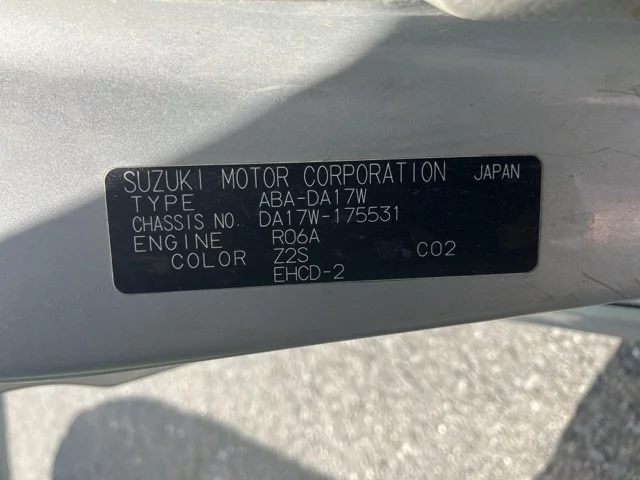 SUZUKI MOTOR CORPORATION JAPAN
TYPE ABA-DA17W
CHASSIS NO. DA17W-175531
ENGINE R06A
COLOR Z2S C02
EHCD-2